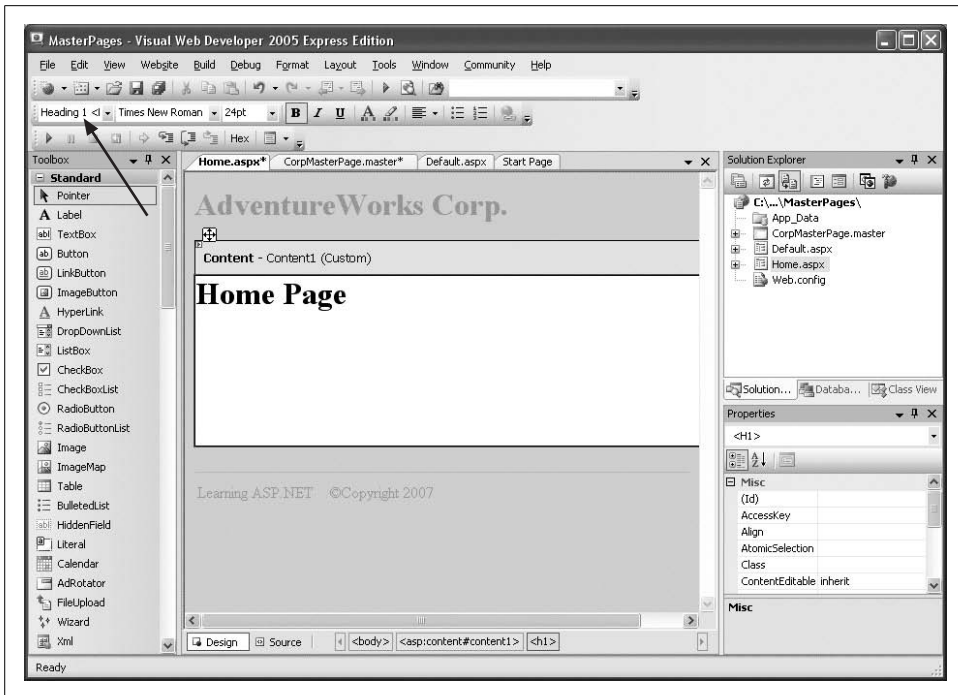 MasterPages - Visual Web Developer 2005 Express Edition
File Edit View Website Build Debug Format Layout Tools Window Community Help
Heading 1 Times New Roman 24pt B I U A
Hex
Toolbox
Standard
Pointer
A Label
abl TextBox
ab Button
ab LinkButton
ImageButton
A HyperLink
DropDownList
ListBox
CheckBox
CheckBoxList
RadioButton
RadioButtonList
Image
ImageMap
Table
BulletedList
abl HiddenField
Literal
Calendar
AdRotator
FileUpload
Wizard
Xml
Home.aspx* CorpMasterPage.master* Default.aspx Start Page
AdventureWorks Corp.
Content - Content1 (Custom)
Home Page
Learning ASP.NET ©Copyright 2007
Design Source <body> <asp:content#content1> <h1>
Solution Explorer
C:\...\MasterPages\
App_Data
CorpMasterPage.master
Default.aspx
Home.aspx
Web.config
Solution... Databa... Class View
Properties
<H1>
Misc
(Id)
AccessKey
Align
AtomicSelection
Class
ContentEditable inherit
Misc
Ready